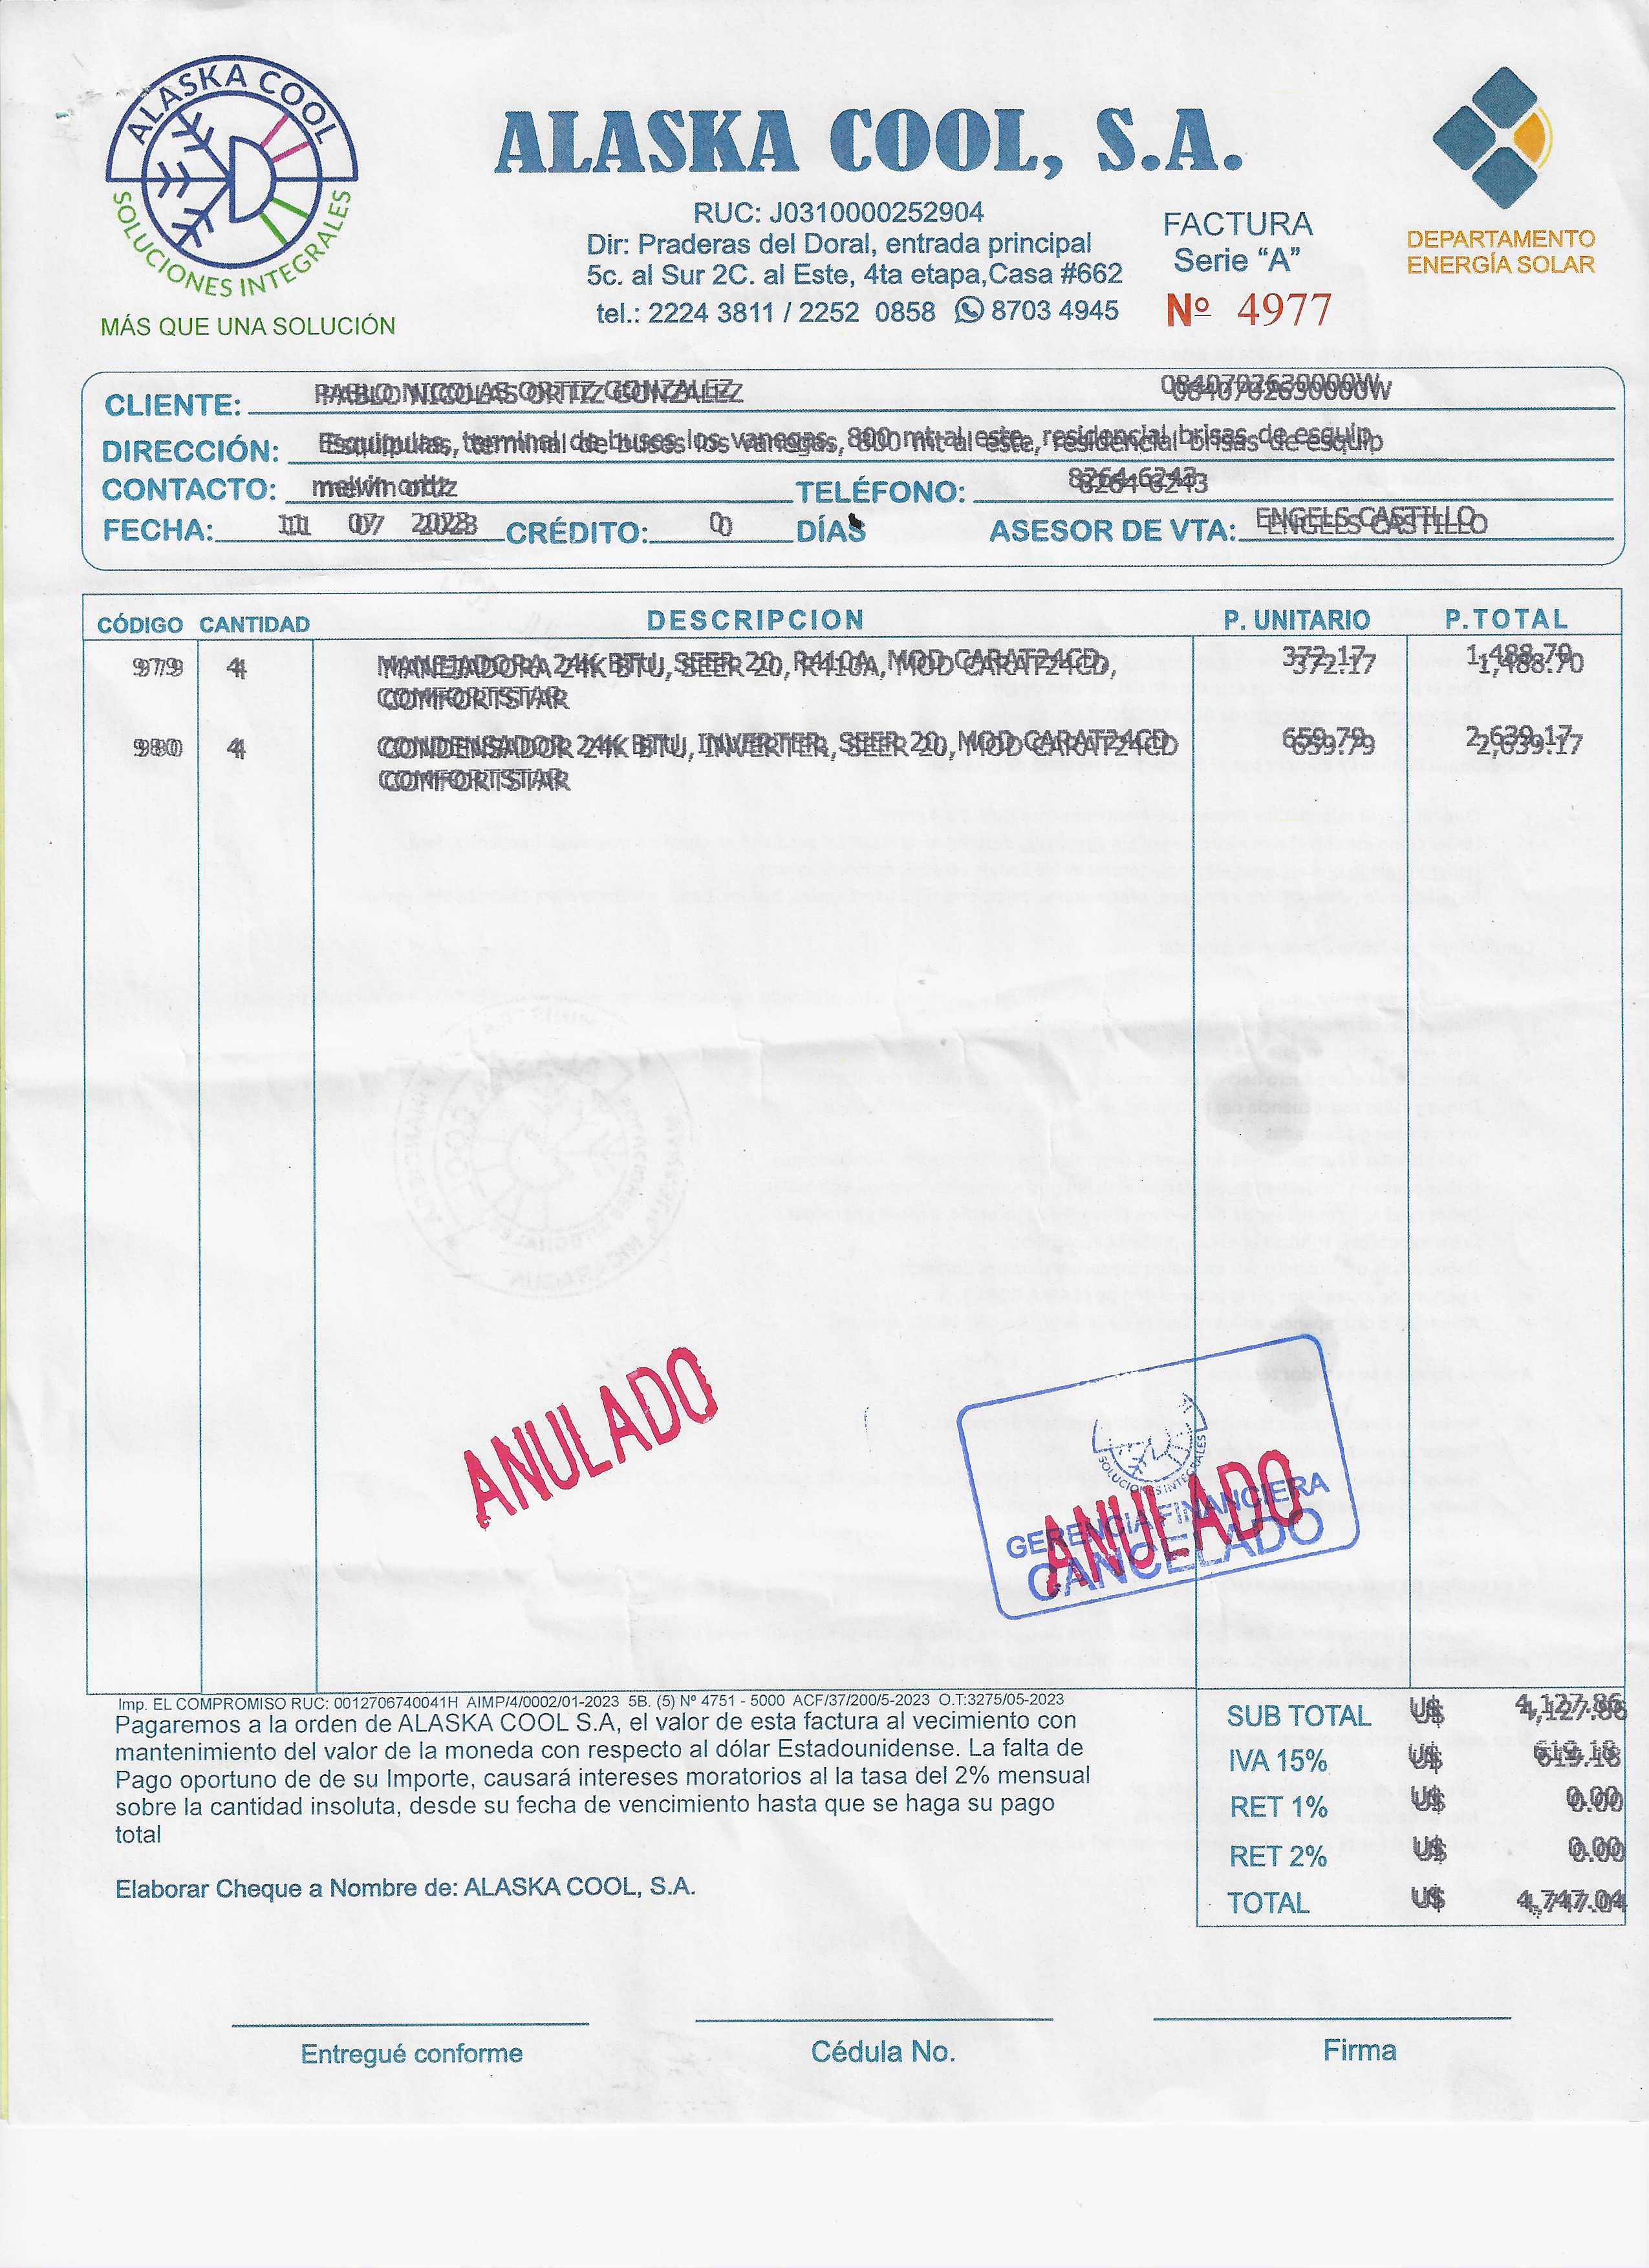 ALASKA COOL
SOLUCIONES INTEGRALES
MÁS QUE UNA SOLUCIÓN
ALASKA COOL, S.A.
RUC: J0310000252904
Dir: Praderas del Doral, entrada principal
5c. al Sur 2C. al Este, 4ta etapa,Casa #662
tel.: 2224 3811 / 2252 0858 8703 4945
FACTURA
Serie “A”
Nº 4977
DEPARTAMENTO
ENERGÍA SOLAR
CLIENTE: PABLO NICOLAS ORTIZ GONZALEZ 0840702630000W
DIRECCIÓN: Esquipulas, terminal de buses los vanegas, 800 mt al este, residencial brisas de esquip
CONTACTO: melvin ortiz TELÉFONO: 8264-6243
FECHA: 11 07 2023 CRÉDITO: 0 DÍAS ASESOR DE VTA: ENGELS CASTILLO
CÓDIGO CANTIDAD DESCRIPCION P. UNITARIO P.TOTAL
979 4 MANEJADORA 24K BTU, SEER 20, R410A, MOD CARAT24CD, 372.17 1,488.70
COMFORTSTAR
980 4 CONDENSADOR 24K BTU, INVERTER, SEER 20, MOD CARAT24CD 659.79 2,639.17
COMFORTSTAR
ANULADO
SOLUCIONES INTEGRALES
GERENCIA FINANCIERA
CANCELADO
ANULADO
Imp. EL COMPROMISO RUC: 0012706740041H AIMP/4/0002/01-2023 5B. (5) Nº 4751 - 5000 ACF/37/200/5-2023 O.T:3275/05-2023
Pagaremos a la orden de ALASKA COOL S.A, el valor de esta factura al vecimiento con
mantenimiento del valor de la moneda con respecto al dólar Estadounidense. La falta de
Pago oportuno de de su Importe, causará intereses moratorios al la tasa del 2% mensual
sobre la cantidad insoluta, desde su fecha de vencimiento hasta que se haga su pago
total
Elaborar Cheque a Nombre de: ALASKA COOL, S.A.
SUB TOTAL U$ 4,127.86
IVA 15% U$ 619.18
RET 1% U$ 0.00
RET 2% U$ 0.00
TOTAL U$ 4,747.04
Entregué conforme
Cédula No.
Firma